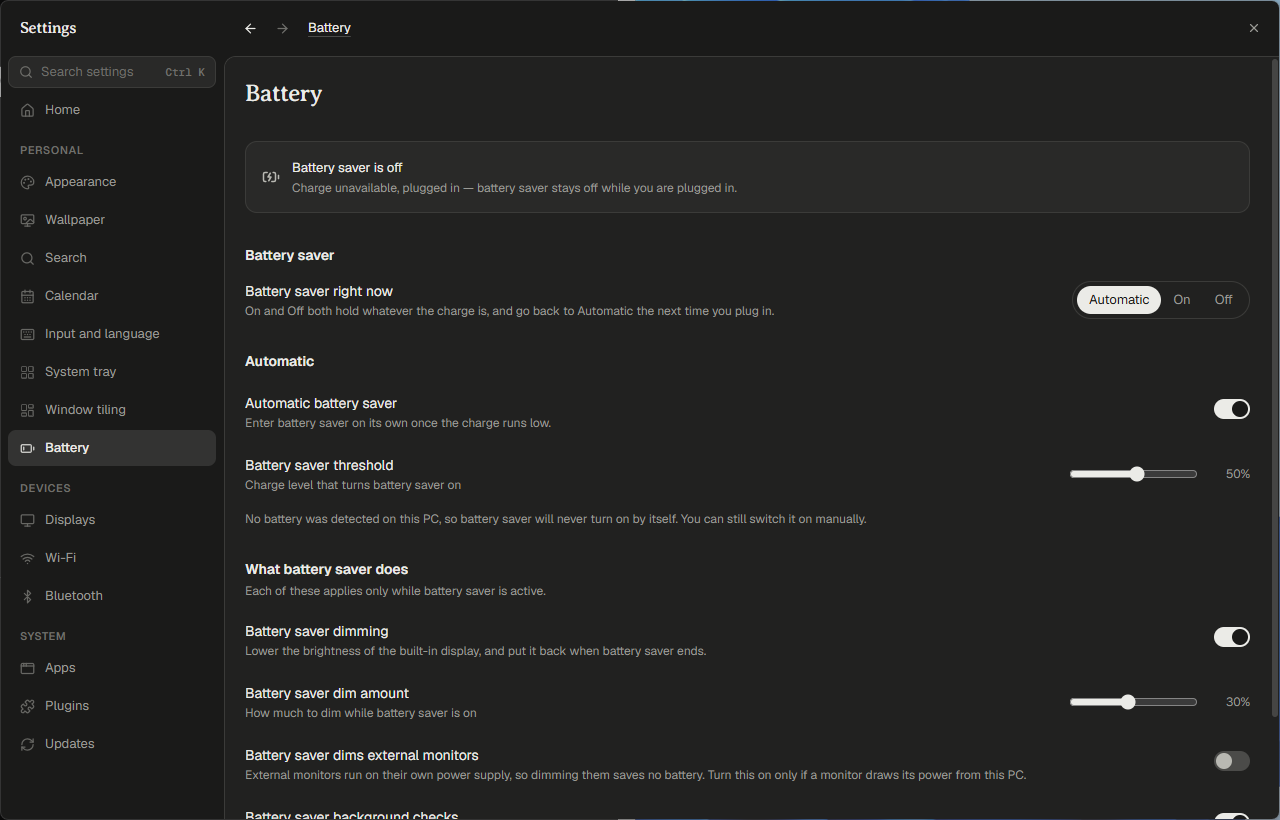 Settings
Battery
Search settings
Ctrl K
Home
PERSONAL
Appearance
Wallpaper
Search
Calendar
Input and language
System tray
Window tiling
Battery
DEVICES
Displays
Wi-Fi
Bluetooth
SYSTEM
Apps
Plugins
Updates
Battery
Battery saver is off
Charge unavailable, plugged in — battery saver stays off while you are plugged in.
Battery saver
Battery saver right now
On and Off both hold whatever the charge is, and go back to Automatic the next time you plug in.
Automatic
On
Off
Automatic
Automatic battery saver
Enter battery saver on its own once the charge runs low.
Battery saver threshold
Charge level that turns battery saver on
50%
No battery was detected on this PC, so battery saver will never turn on by itself. You can still switch it on manually.
What battery saver does
Each of these applies only while battery saver is active.
Battery saver dimming
Lower the brightness of the built-in display, and put it back when battery saver ends.
Battery saver dim amount
How much to dim while battery saver is on
30%
Battery saver dims external monitors
External monitors run on their own power supply, so dimming them saves no battery. Turn this on only if a monitor draws its power from this PC.
Battery saver background checks